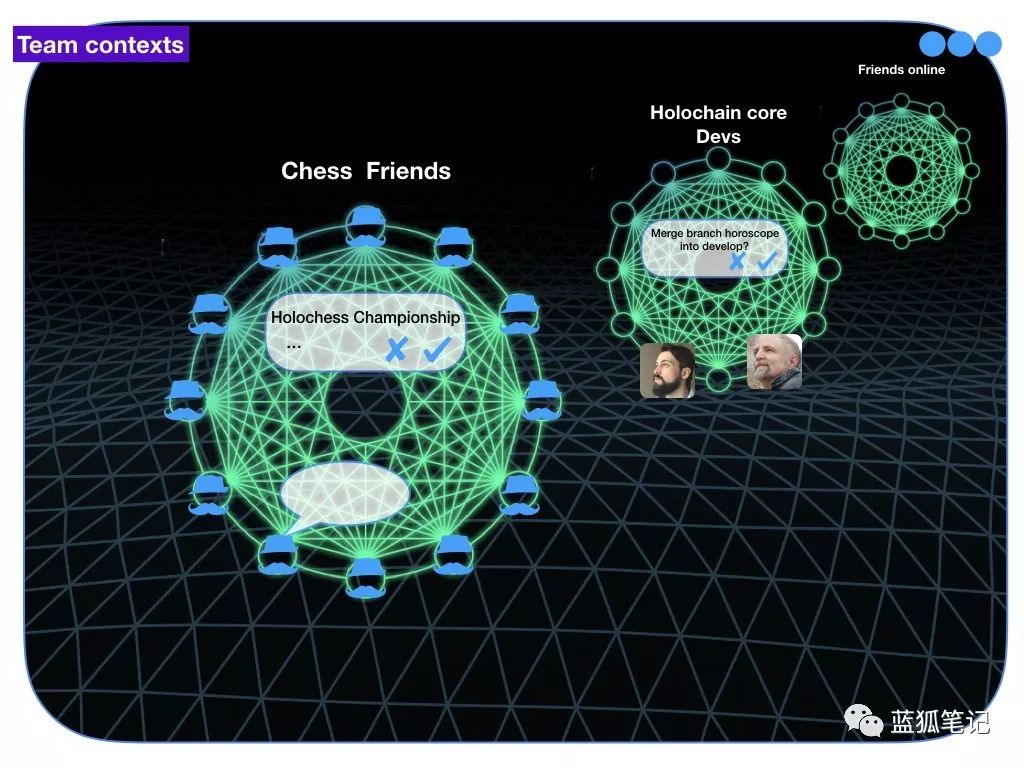 Team contexts
Friends online
Holochain core
Devs
Chess Friends
Merge branch horoscope
into develop?
✘ ✔
Holochess Championship
...
✘ ✔
蓝狐笔记